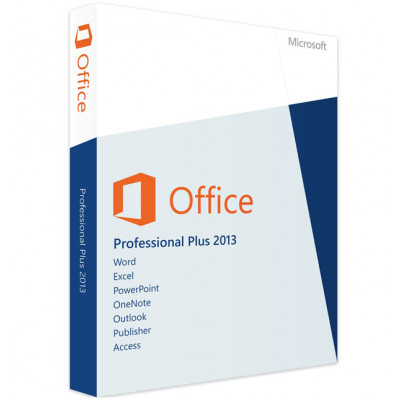 Office
Professional Plus 2013
Microsoft
Office
Professional Plus 2013
Word
Excel
PowerPoint
OneNote
Outlook
Publisher
Access